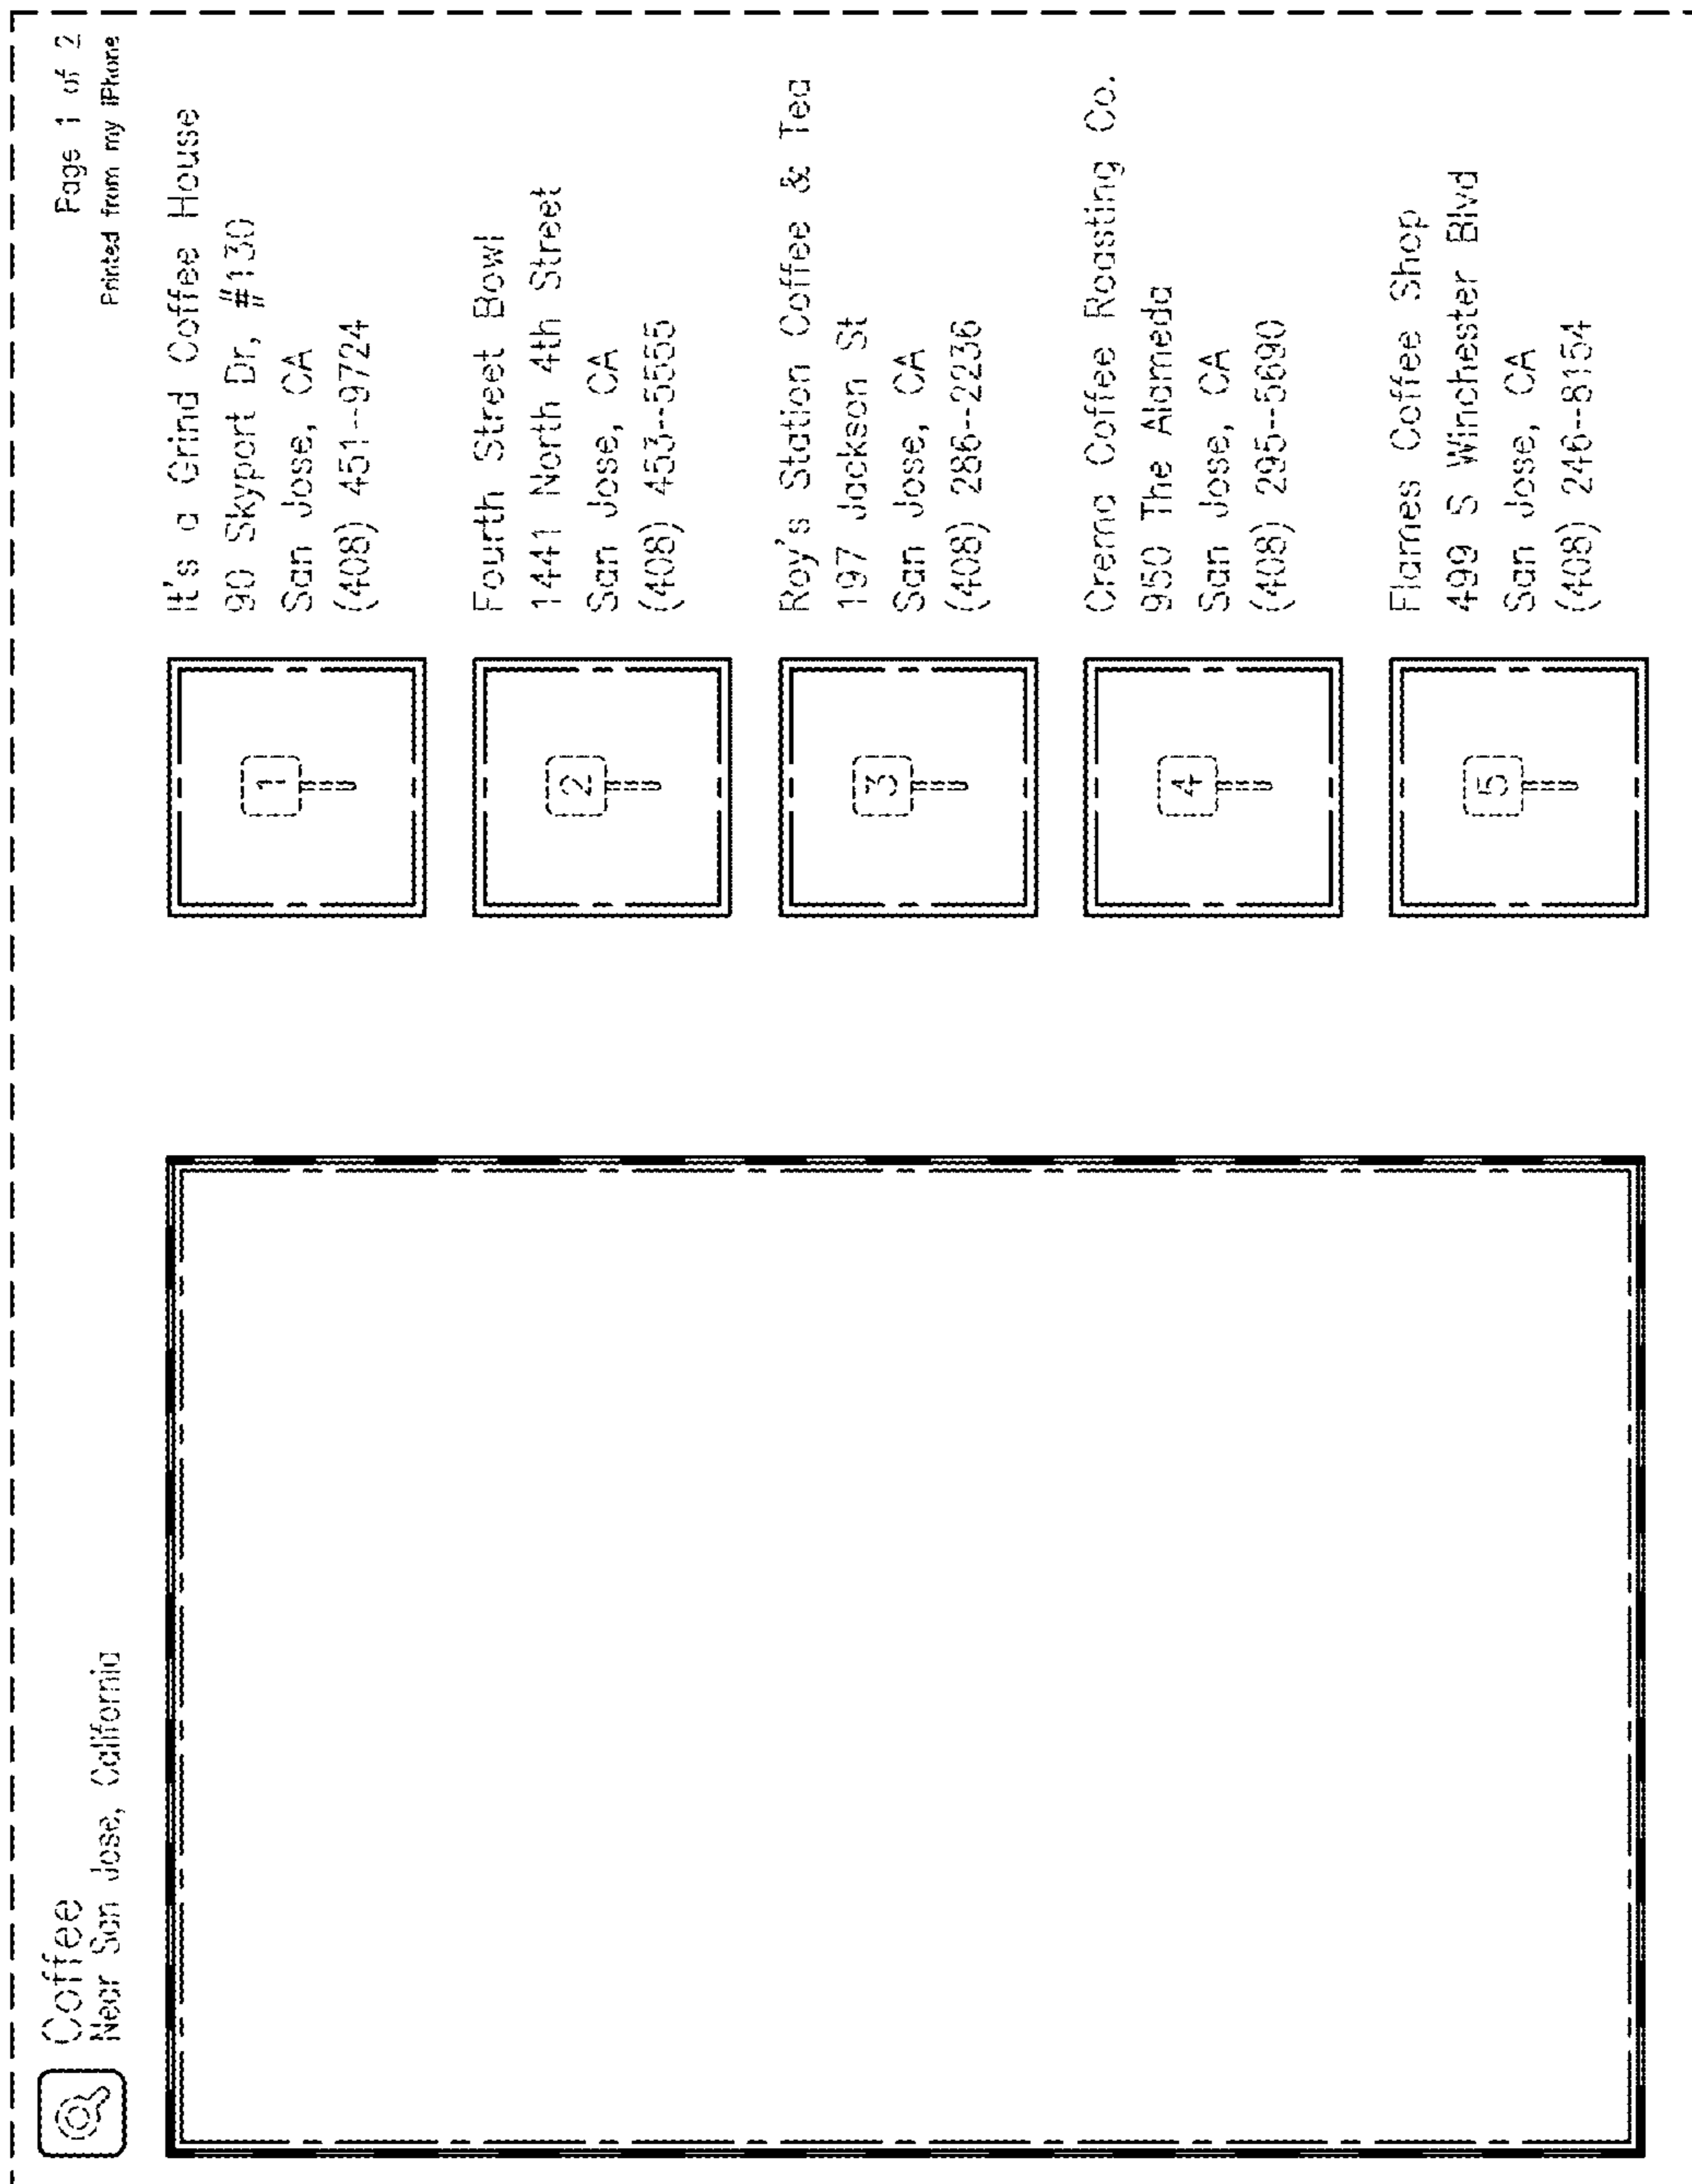 Coffee
Near San Jose, California
Page 1 of 2
Printed from my iPhone
1
It's a Grind Coffee House
90 Skyport Dr, #130
San Jose, CA
(408) 451--9724
2
Fourth Street Bowl
1441 North 4th Street
San Jose, CA
(408) 453--5555
3
Roy's Station Coffee & Tea
197 Jackson St
San Jose, CA
(408) 286--2236
4
Crema Coffee Roasting Co.
950 The Alameda
San Jose, CA
(408) 295--5690
5
Flames Coffee Shop
499 S Winchester Blvd
San Jose, CA
(408) 246--8154